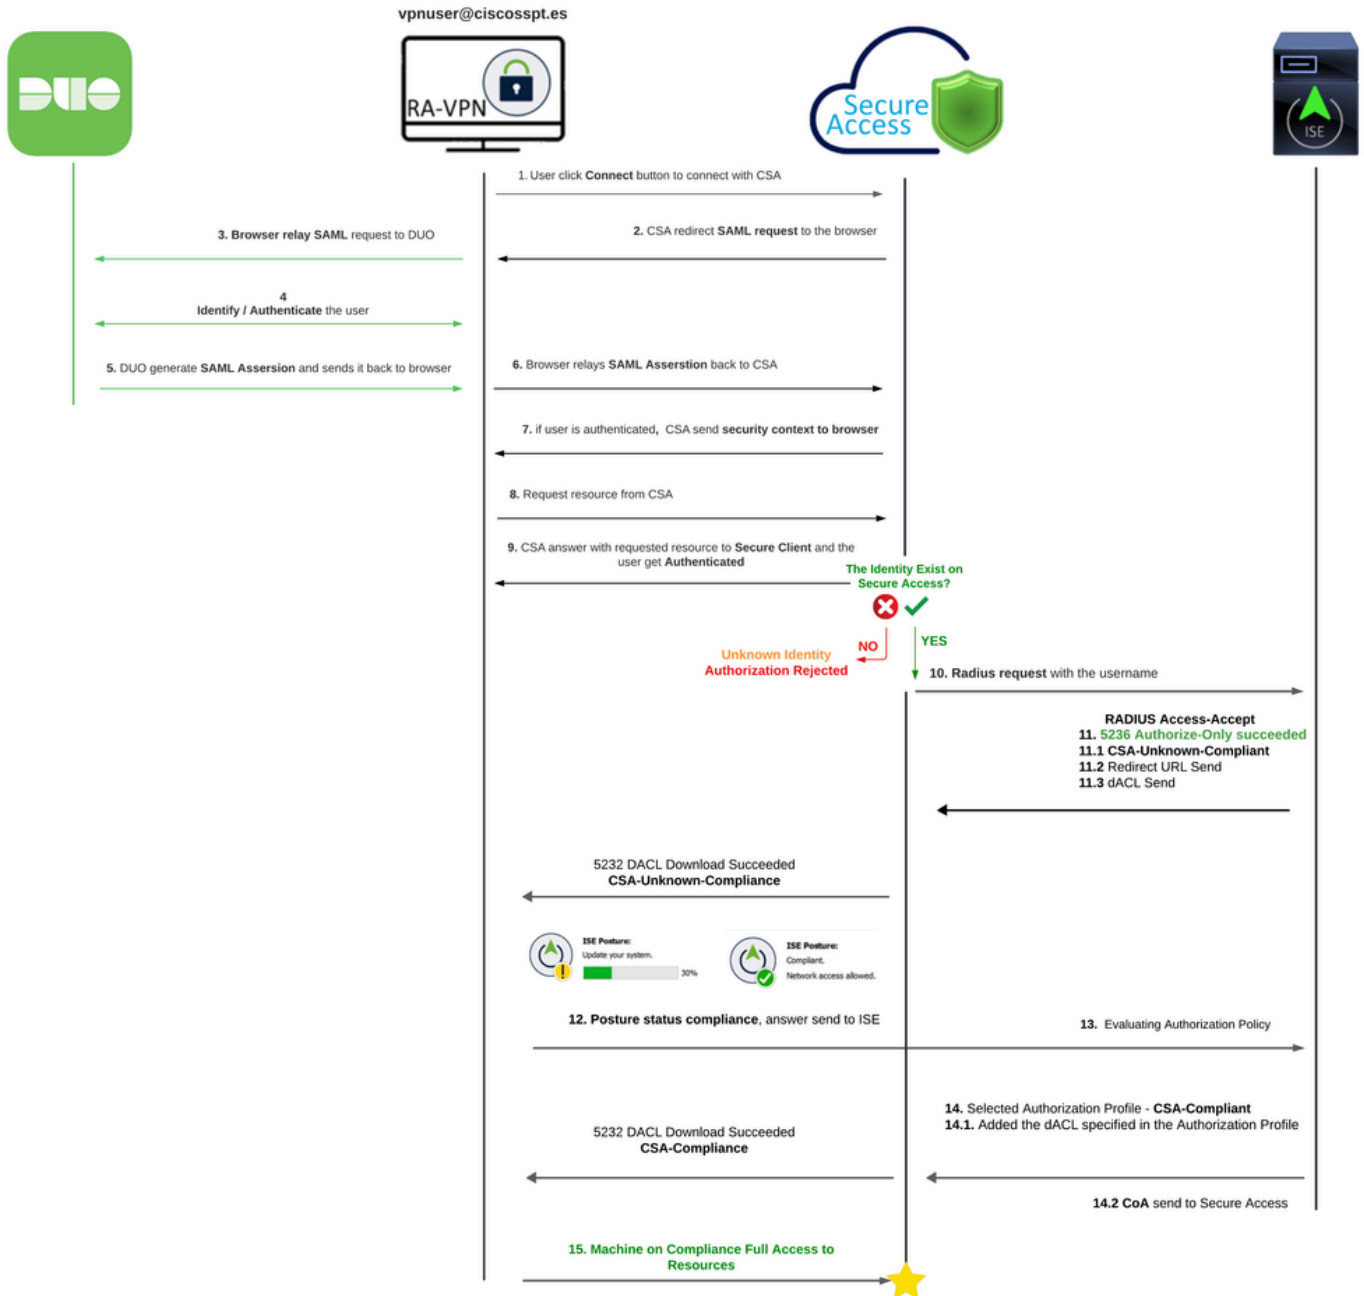 vpnuser@ciscosspt.es
DUO
RA-VPN
Secure
Access
ISE
1. User click Connect button to connect with CSA
3. Browser relay SAML request to DUO
2. CSA redirect SAML request to the browser
4
Identify / Authenticate the user
5. DUO generate SAML Assersion and sends it back to browser
6. Browser relays SAML Asserstion back to CSA
7. if user is authenticated, CSA send security context to browser
8. Request resource from CSA
9. CSA answer with requested resource to Secure Client and the
user get Authenticated
The Identity Exist on
Secure Access?
NO
YES
Unknown Identity
Authorization Rejected
10. Radius request with the username
RADIUS Access-Accept
11. 5236 Authorize-Only succeeded
11.1 CSA-Unknown-Compliant
11.2 Redirect URL Send
11.3 dACL Send
5232 DACL Download Succeeded
CSA-Unknown-Compliance
ISE Posture:
Update your system.
30%
ISE Posture:
Compliant.
Network access allowed.
12. Posture status compliance, answer send to ISE
13. Evaluating Authorization Policy
14. Selected Authorization Profile - CSA-Compliant
14.1. Added the dACL specified in the Authorization Profile
5232 DACL Download Succeeded
CSA-Compliance
14.2 CoA send to Secure Access
15. Machine on Compliance Full Access to
Resources